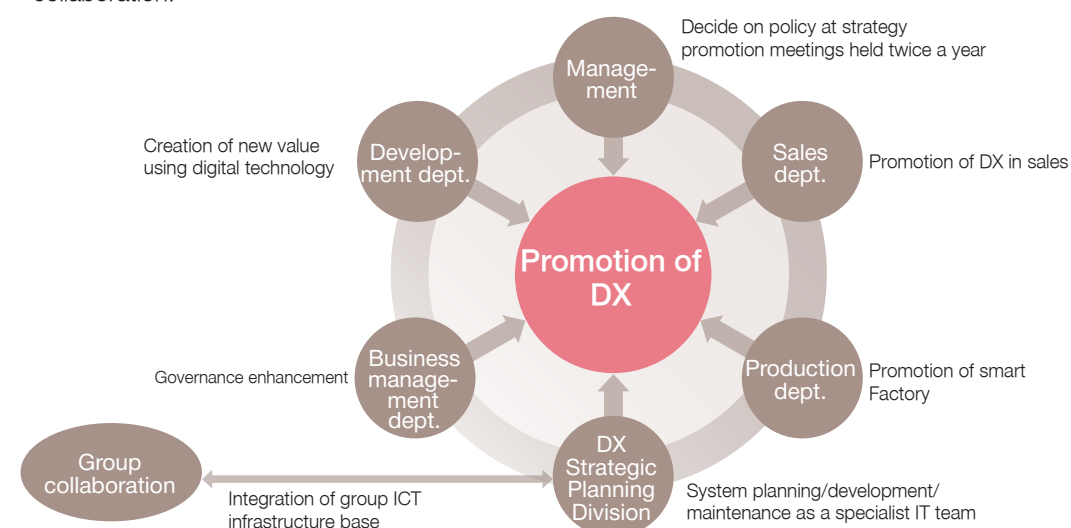 collaboration.
Decide on policy at strategy
promotion meetings held twice a year
Manage-
ment
Creation of new value
using digital technology
Develop-
ment dept.
Sales
dept.
Promotion of DX in sales
Promotion of
DX
Governance enhancement
Business
manage-
ment
dept.
Production
dept.
Promotion of smart
Factory
Group
collaboration
Integration of group ICT
infrastructure base
DX
Strategic
Planning
Division
System planning/development/
maintenance as a specialist IT team